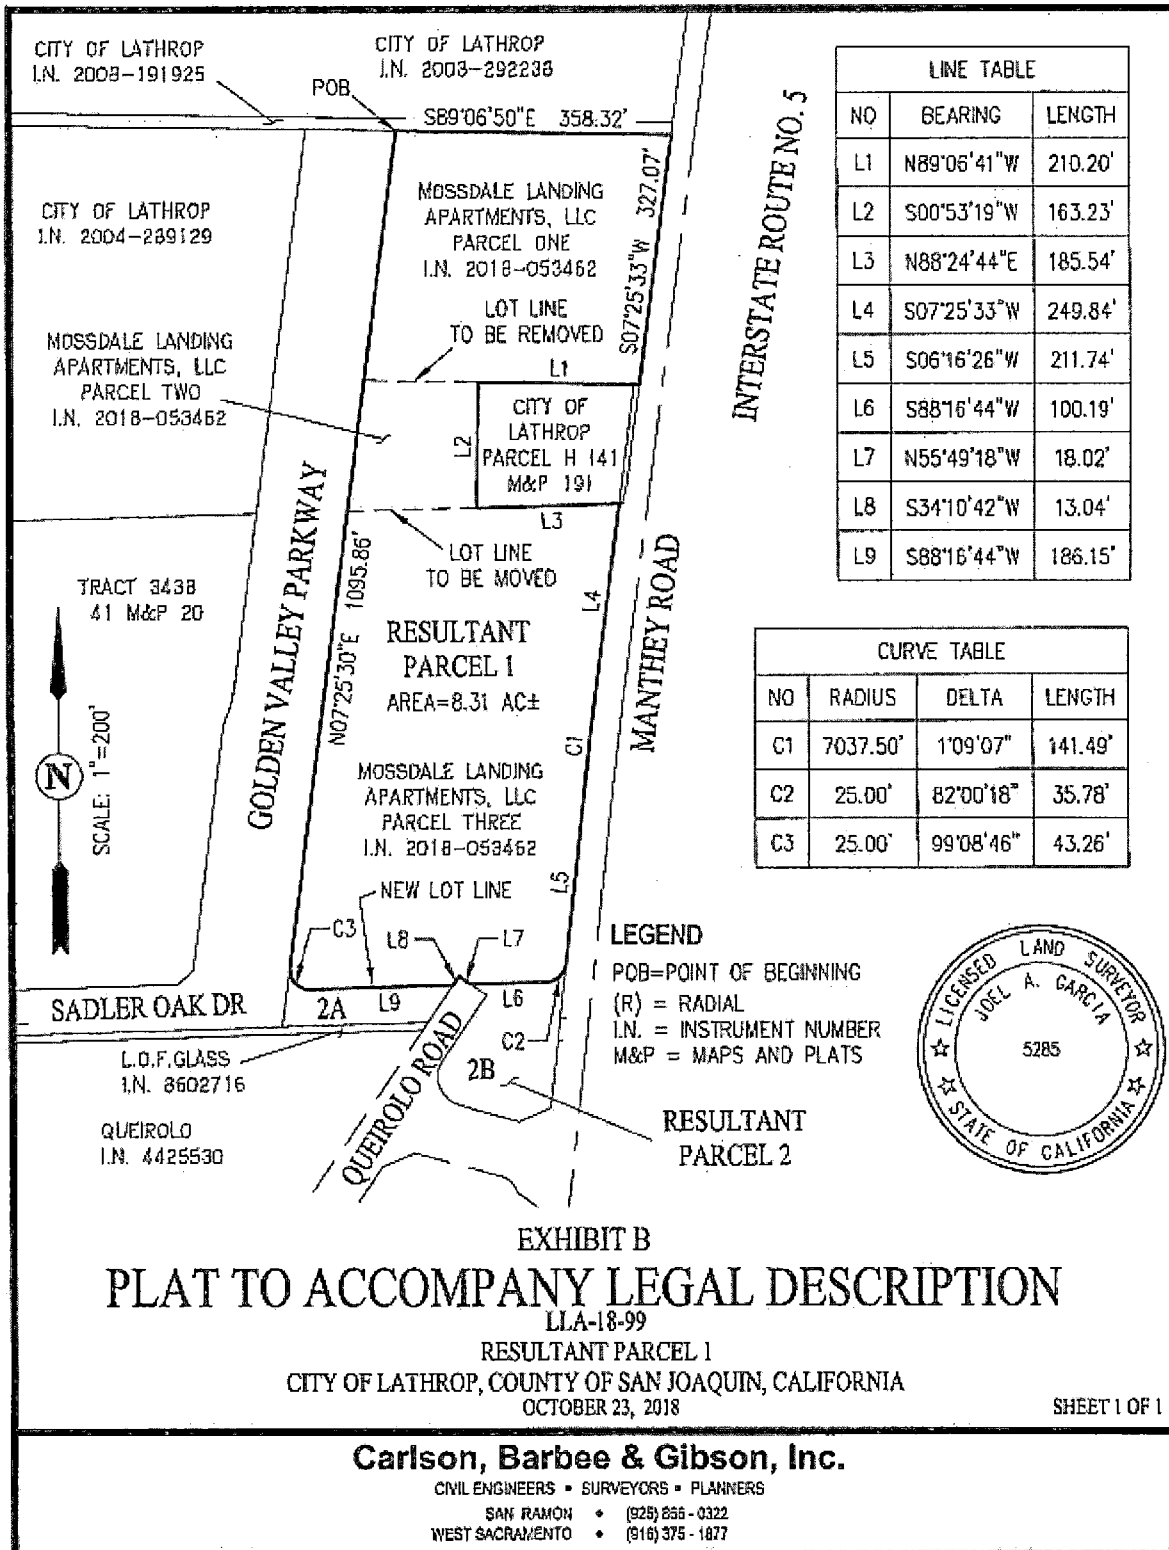 CITY OF LATHROP
I.N. 2003-191925
CITY OF LATHROP
I.N. 2003-292238
POB
S89°06'50"E 358.32'
CITY OF LATHROP
I.N. 2004-289129
MOSSDALE LANDING
APARTMENTS, LLC
PARCEL ONE
I.N. 2018-053462
S07°25'33"W 327.07'
INTERSTATE ROUTE NO. 5
LOT LINE
TO BE REMOVED
MOSSDALE LANDING
APARTMENTS, LLC
PARCEL TWO
I.N. 2018-053462
L1
L2
CITY OF
LATHROP
PARCEL H 141
M&P 191
L3
LOT LINE
TO BE MOVED
GOLDEN VALLEY PARKWAY
N07°25'30"E 1095.86'
TRACT 3438
41 M&P 20
RESULTANT
PARCEL 1
AREA=8.31 AC±
L4
MANTHEY ROAD
C1
N
SCALE: 1"=200'
MOSSDALE LANDING
APARTMENTS, LLC
PARCEL THREE
I.N. 2018-053462
NEW LOT LINE
L5
C3
L8
L7
SADLER OAK DR
2A
L9
L6
C2
L.O.F. GLASS
I.N. 8602716
QUEIROLO ROAD
2B
QUEIROLO
I.N. 4425530
RESULTANT
PARCEL 2
LINE TABLE
NO BEARING LENGTH
L1 N89°06'41"W 210.20'
L2 S00°53'19"W 163.23'
L3 N88°24'44"E 185.54'
L4 S07°25'33"W 249.84'
L5 S06°16'26"W 211.74'
L6 S88°16'44"W 100.19'
L7 N55°49'18"W 18.02'
L8 S34°10'42"W 13.04'
L9 S88°16'44"W 186.15'
CURVE TABLE
NO RADIUS DELTA LENGTH
C1 7037.50' 1°09'07" 141.49'
C2 25.00' 82°00'18" 35.78'
C3 25.00' 99°08'46" 43.26'
LEGEND
POB=POINT OF BEGINNING
(R) = RADIAL
I.N. = INSTRUMENT NUMBER
M&P = MAPS AND PLATS
LICENSED LAND SURVEYOR
JOEL A. GARCIA
5285
STATE OF CALIFORNIA
EXHIBIT B
PLAT TO ACCOMPANY LEGAL DESCRIPTION
LLA-18-99
RESULTANT PARCEL 1
CITY OF LATHROP, COUNTY OF SAN JOAQUIN, CALIFORNIA
OCTOBER 23, 2018
SHEET 1 OF 1
Carlson, Barbee & Gibson, Inc.
CIVIL ENGINEERS • SURVEYORS • PLANNERS
SAN RAMON • (925) 866-0322
WEST SACRAMENTO • (916) 375-1877